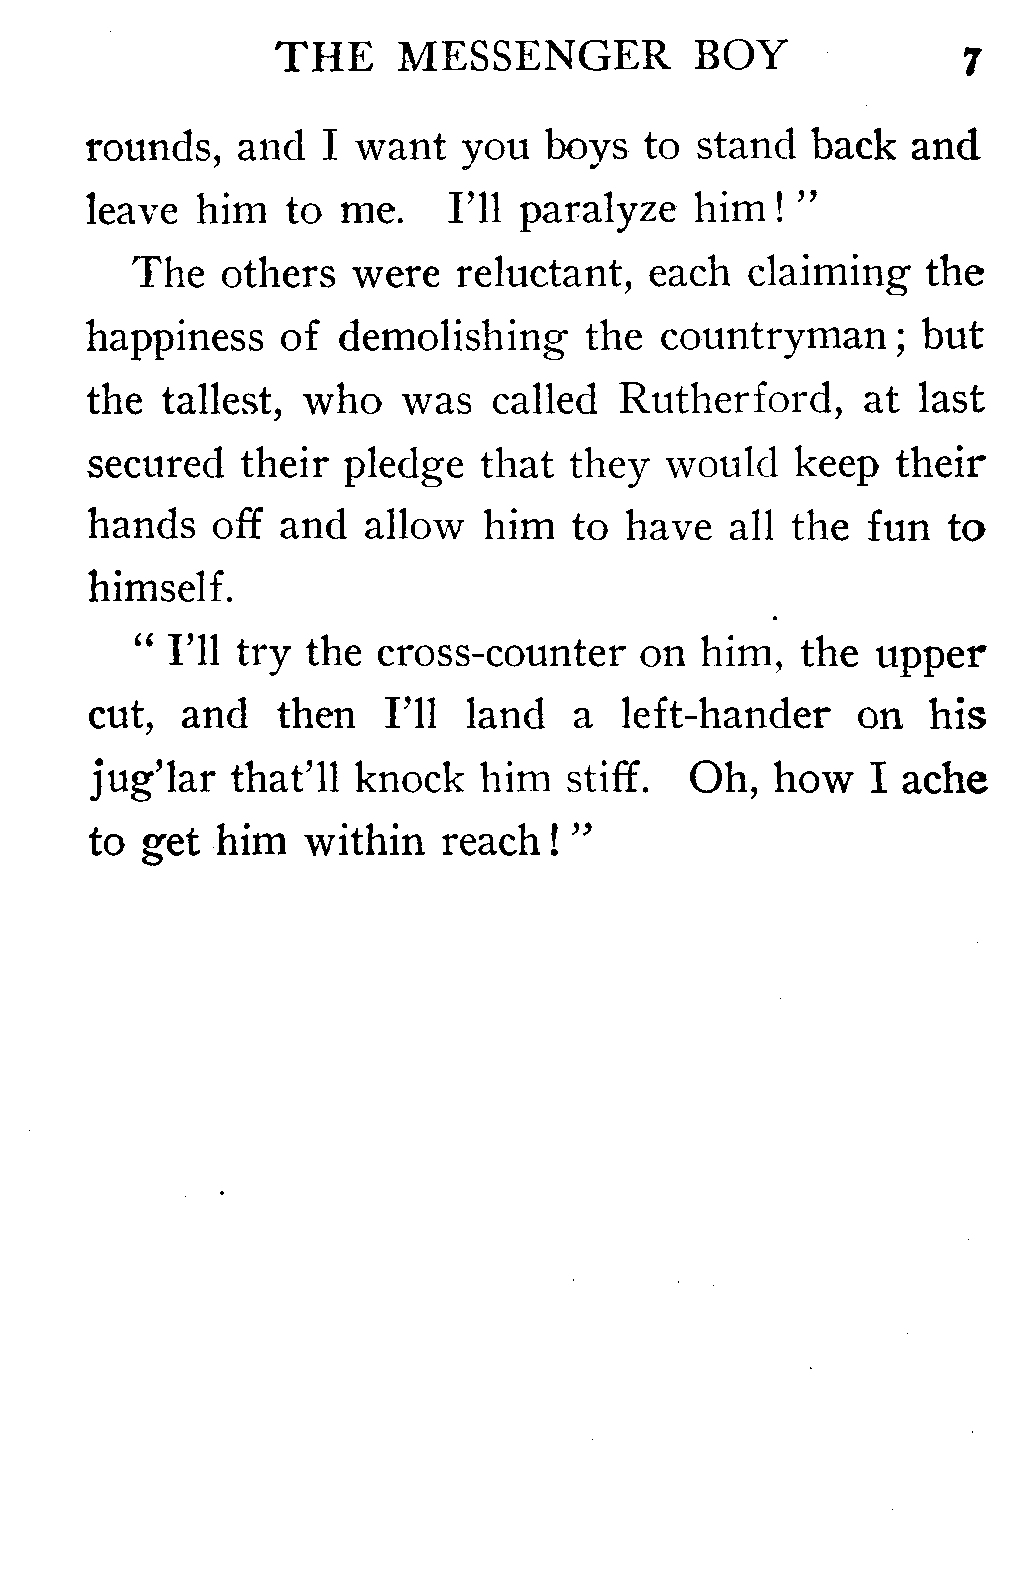 THE MESSENGER BOY 7
rounds, and I want you boys to stand back and
leave him to me. I'll paralyze him! ”
The others were reluctant, each claiming the
happiness of demolishing the countryman; but
the tallest, who was called Rutherford, at last
secured their pledge that they would keep their
hands off and allow him to have all the fun to
himself.
“ I'll try the cross-counter on him, the upper
cut, and then I'll land a left-hander on his
jug'lar that'll knock him stiff. Oh, how I ache
to get him within reach! ”